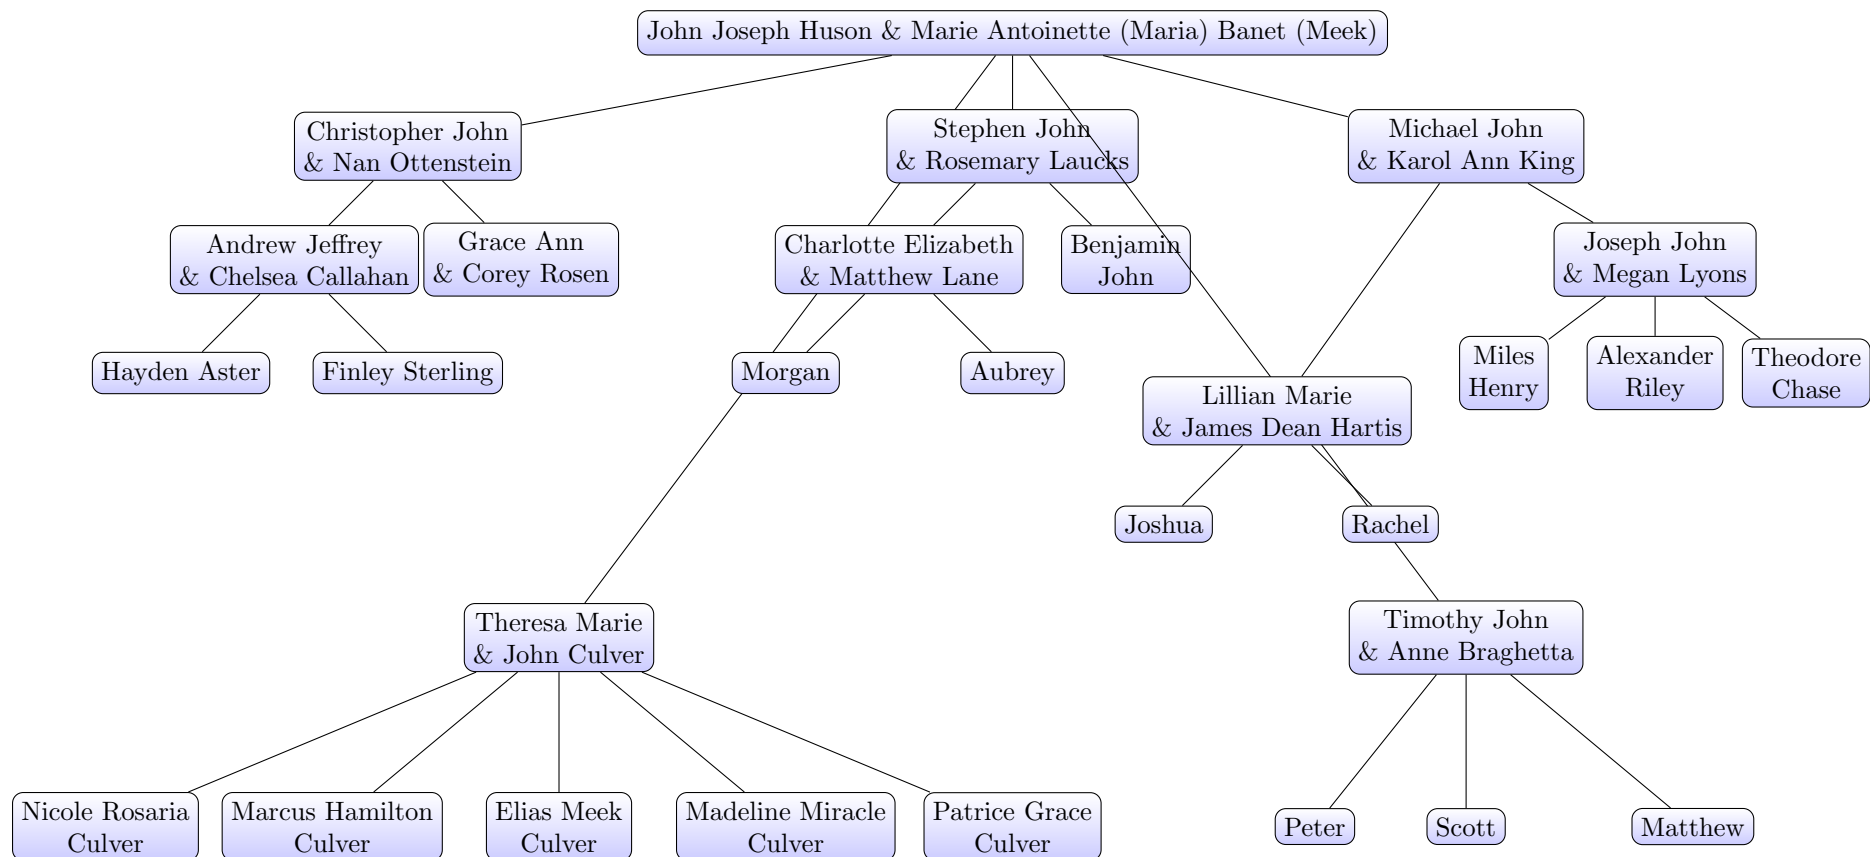 John Joseph Huson & Marie Antoinette (Maria) Banet (Meek)
Christopher John
& Nan Ottenstein
Stephen John
& Rosemary Laucks
Michael John
& Karol Ann King
Andrew Jeffrey
& Chelsea Callahan
Grace Ann
& Corey Rosen
Charlotte Elizabeth
& Matthew Lane
Benjamin
John
Joseph John
& Megan Lyons
Hayden Aster
Finley Sterling
Morgan
Aubrey
Miles
Henry
Alexander
Riley
Theodore
Chase
Lillian Marie
& James Dean Hartis
Joshua
Rachel
Theresa Marie
& John Culver
Timothy John
& Anne Braghetta
Nicole Rosaria
Culver
Marcus Hamilton
Culver
Elias Meek
Culver
Madeline Miracle
Culver
Patrice Grace
Culver
Peter
Scott
Matthew